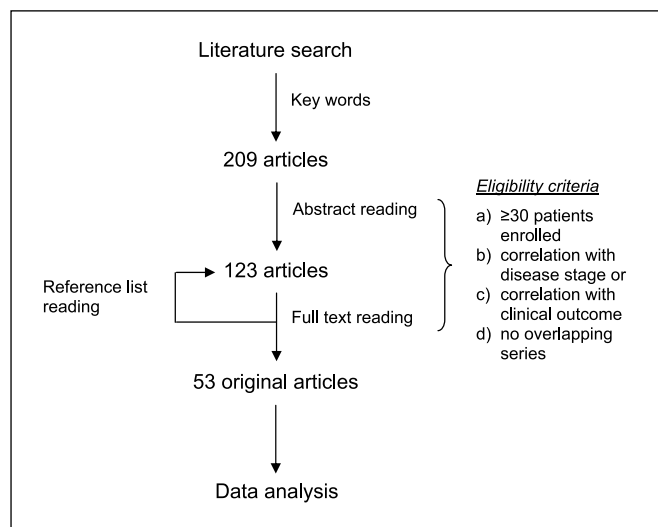 Literature search
Key words
209 articles
Abstract reading
123 articles
Reference list
reading
Full text reading
53 original articles
Data analysis
Eligibility criteria
a) ≥30 patients
enrolled
b) correlation with
disease stage or
c) correlation with
clinical outcome
d) no overlapping
series